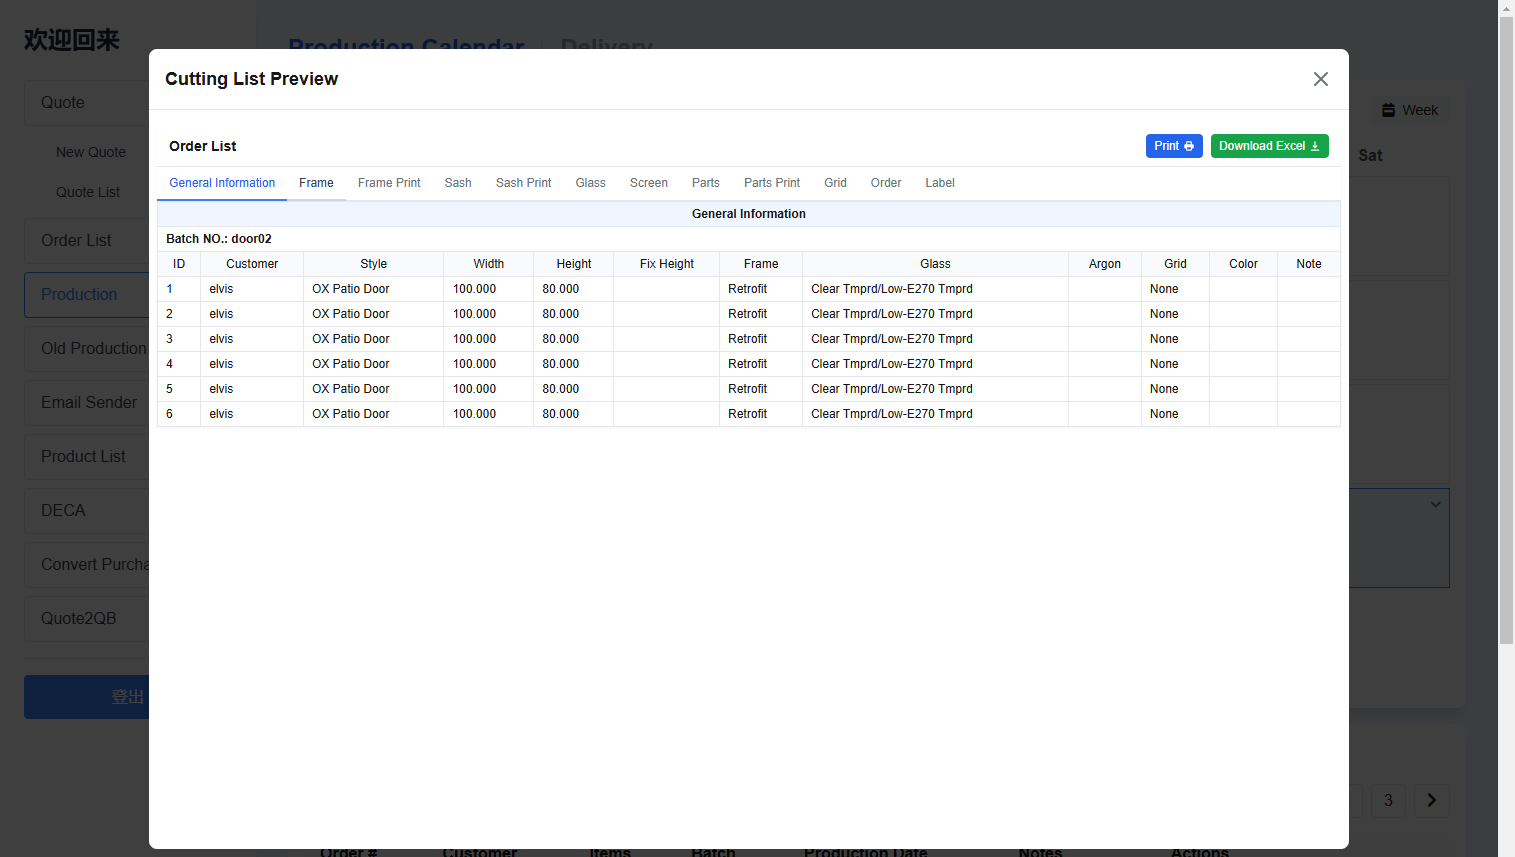 欢迎回来
Production Calendar | Delivery
Quote
New Quote
Quote List
Order List
Production
Old Production
Email Sender
Product List
DECA
Convert Purcha
Quote2QB
登出
Week
Sat
Cutting List Preview
Order List
Print
Download Excel
General Information Frame Frame Print Sash Sash Print Glass Screen Parts Parts Print Grid Order Label
General Information
Batch NO.: door02
ID Customer Style Width Height Fix Height Frame Glass Argon Grid Color Note
1 elvis OX Patio Door 100.000 80.000 Retrofit Clear Tmprd/Low-E270 Tmprd None
2 elvis OX Patio Door 100.000 80.000 Retrofit Clear Tmprd/Low-E270 Tmprd None
3 elvis OX Patio Door 100.000 80.000 Retrofit Clear Tmprd/Low-E270 Tmprd None
4 elvis OX Patio Door 100.000 80.000 Retrofit Clear Tmprd/Low-E270 Tmprd None
5 elvis OX Patio Door 100.000 80.000 Retrofit Clear Tmprd/Low-E270 Tmprd None
6 elvis OX Patio Door 100.000 80.000 Retrofit Clear Tmprd/Low-E270 Tmprd None
3
Order # Customer Items Batch Production Date Notes Actions